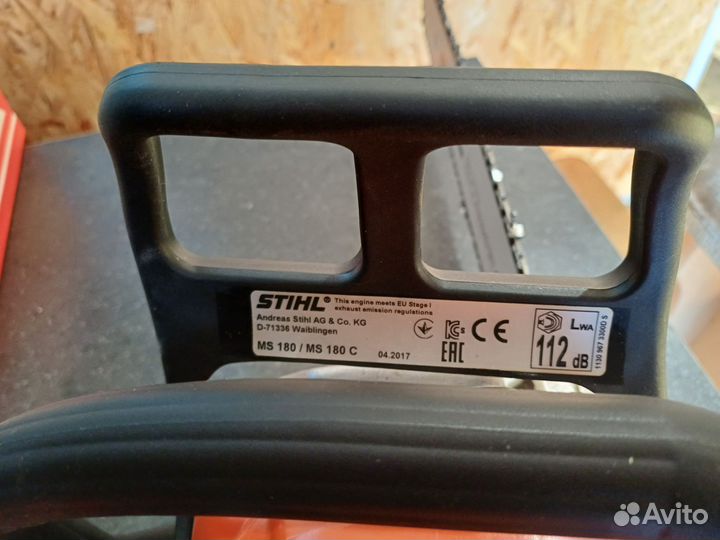 STIHL® This engine meets EU Stage I
exhaust emission regulations
Andreas Stihl AG & Co. KG
D-71336 Waiblingen
MS 180 / MS 180 C 04.2017
CE
EAC
LWA
112 dB
1130 967 3300D S
Avito